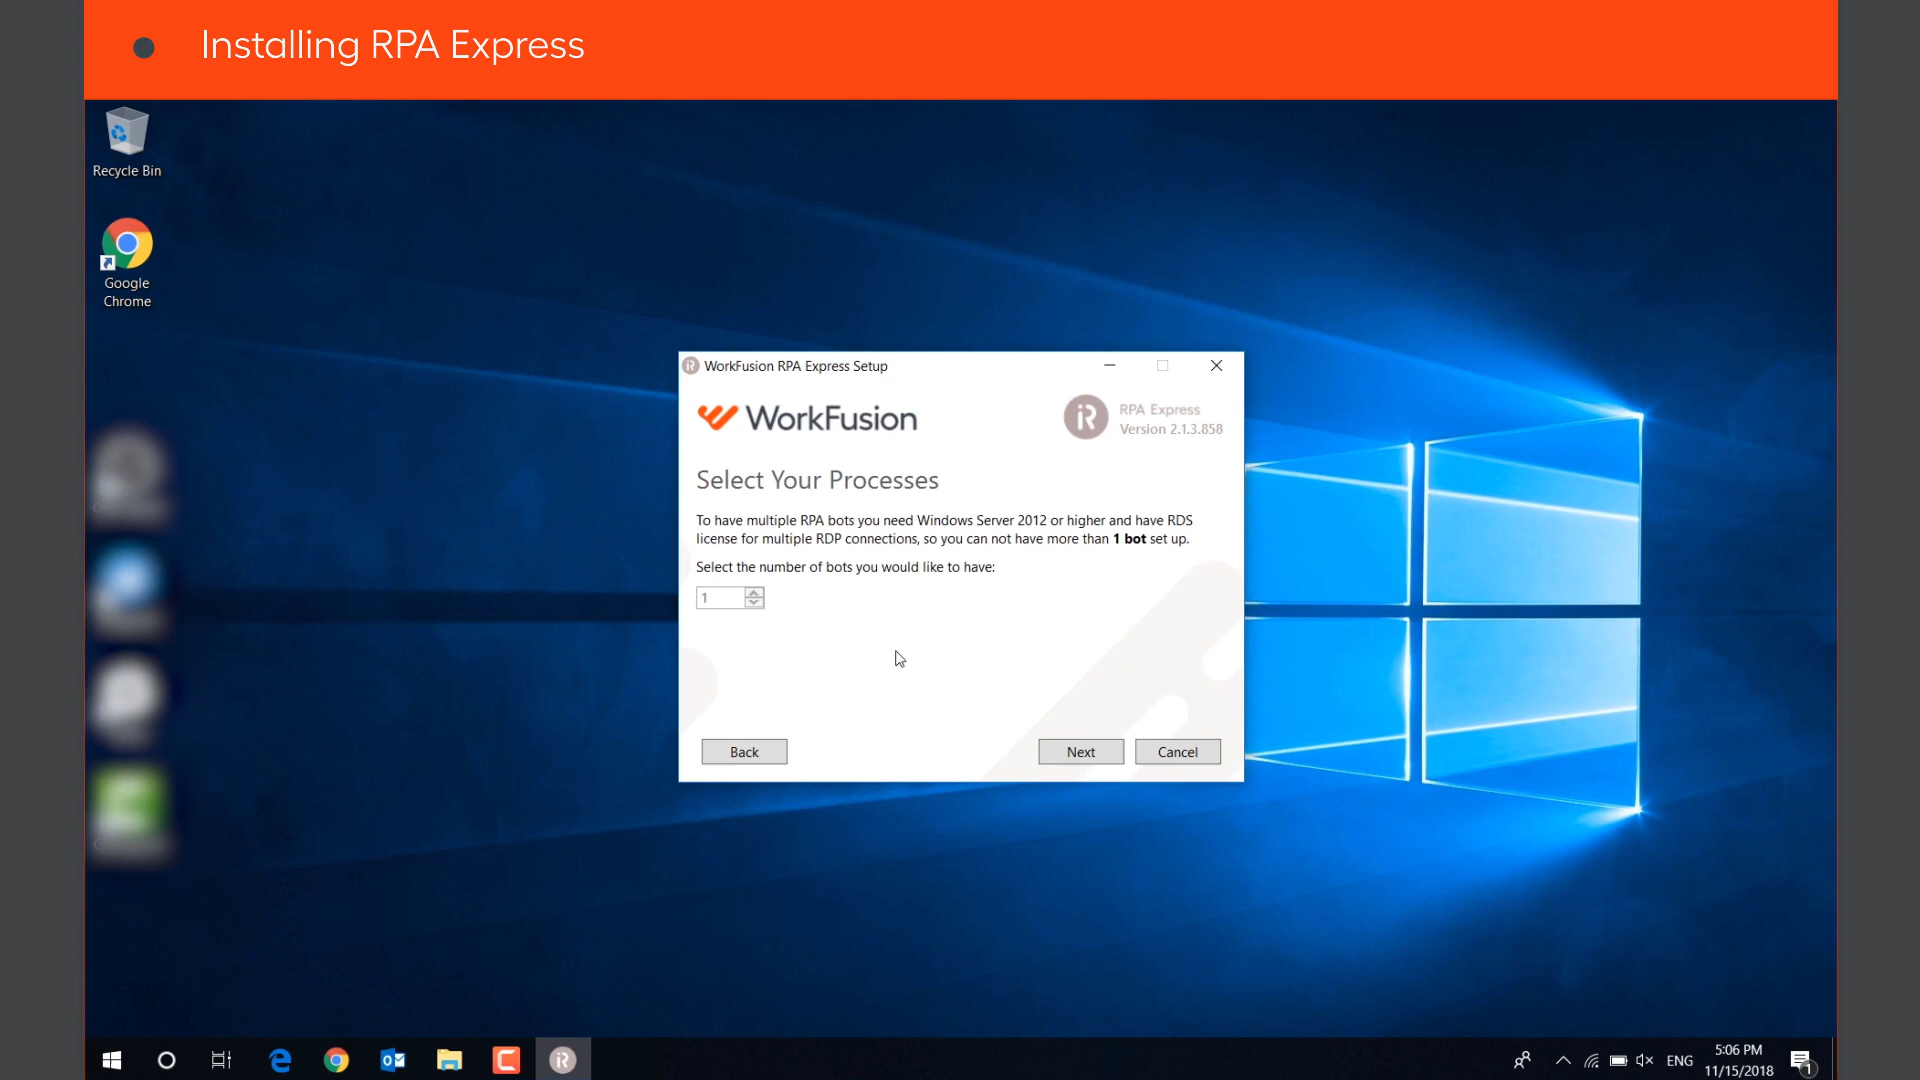 Installing RPA Express
Recycle Bin
Google
Chrome
WorkFusion RPA Express Setup
WorkFusion
RPA Express
Version 2.1.3.858
Select Your Processes
To have multiple RPA bots you need Windows Server 2012 or higher and have RDS
license for multiple RDP connections, so you can not have more than 1 bot set up.
Select the number of bots you would like to have:
1
Back
Next
Cancel
ENG
5:06 PM
11/15/2018
1